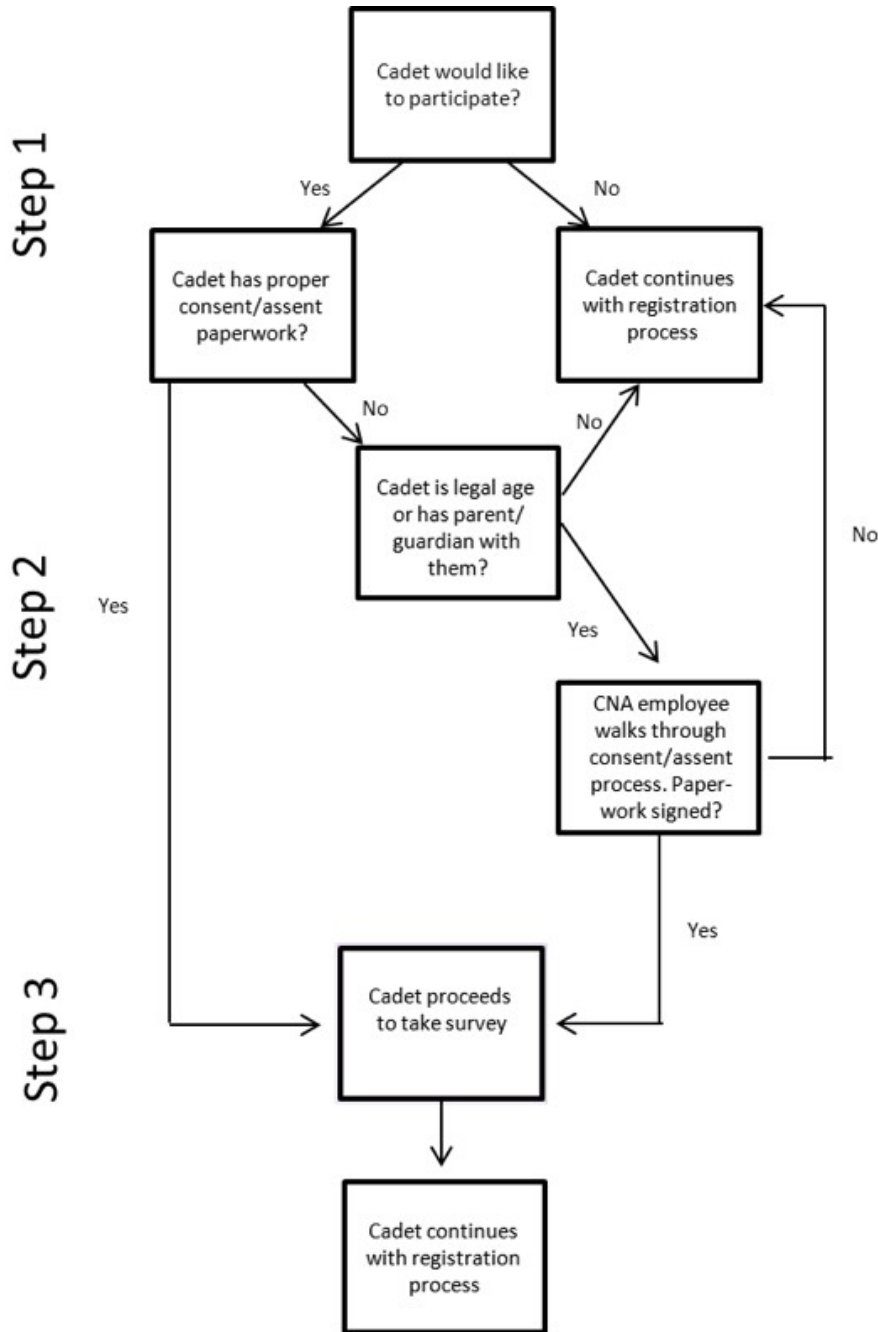 Cadet would like
to participate?
Step 1
Yes
No
Cadet has proper
consent/assent
paperwork?
Cadet continues
with registration
process
No
No
Cadet is legal age
or has parent/
guardian with
them?
Step 2
No
Yes
Yes
CNA employee
walks through
consent/assent
process. Paper-
work signed?
Yes
Step 3
Cadet proceeds
to take survey
Cadet continues
with registration
process